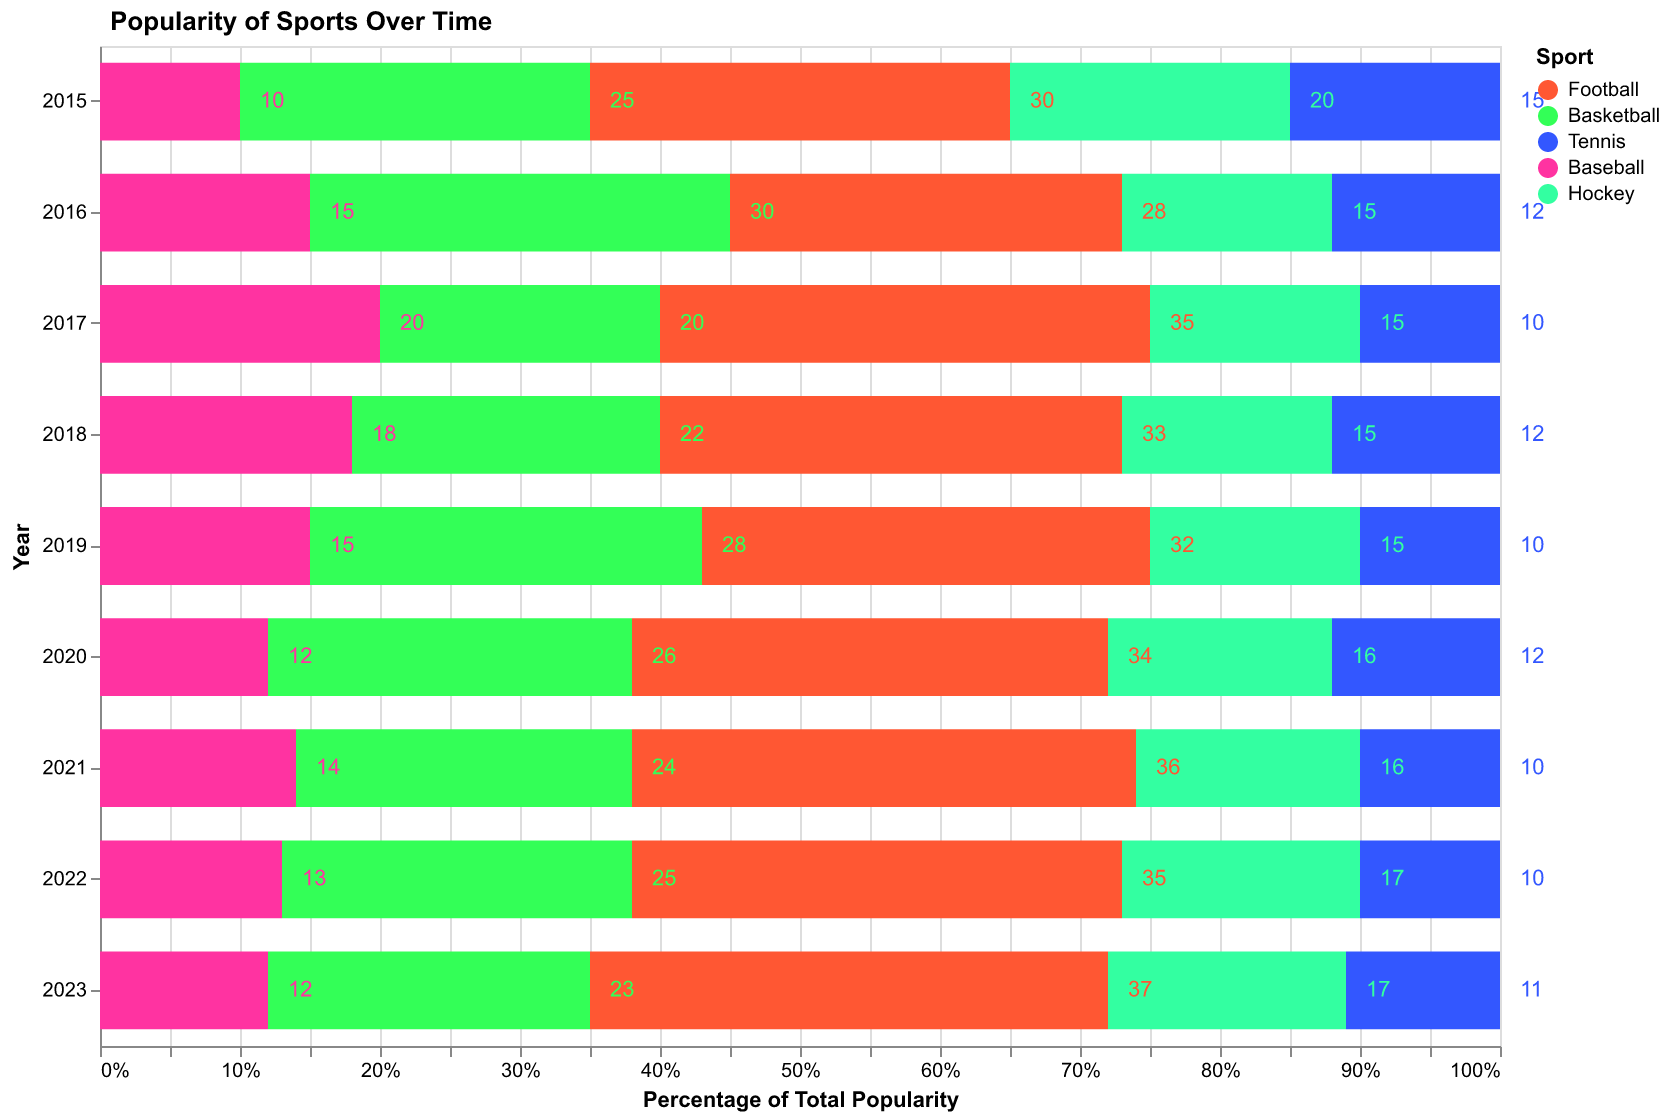 Popularity of Sports Over Time
Sport
Football
Basketball
Tennis
Baseball
Hockey
Year
2015 10 25 30 20 15
2016 15 30 28 15 12
2017 20 20 35 15 10
2018 18 22 33 15 12
2019 15 28 32 15 10
2020 12 26 34 16 12
2021 14 24 36 16 10
2022 13 25 35 17 10
2023 12 23 37 17 11
0% 10% 20% 30% 40% 50% 60% 70% 80% 90% 100%
Percentage of Total Popularity